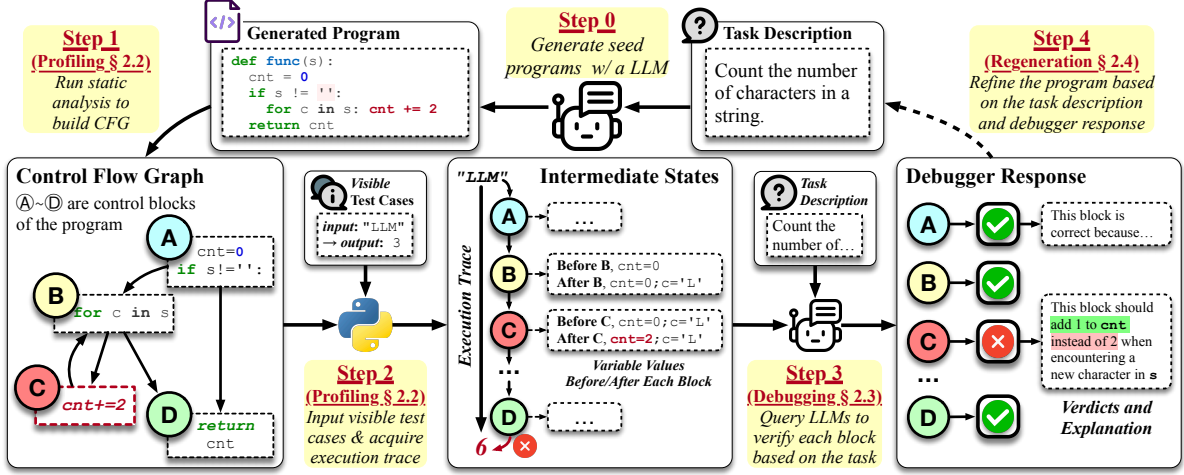 Step 1
(Profiling § 2.2)
Run static
analysis to
build CFG
Generated Program
def func(s):
cnt = 0
if s != '':
for c in s: cnt += 2
return cnt
Step 0
Generate seed
programs w/ a LLM
Task Description
Count the number
of characters in a
string.
Step 4
(Regeneration § 2.4)
Refine the program based
on the task description
and debugger response
Control Flow Graph
Ⓐ~Ⓓ are control blocks
of the program
A
cnt=0
if s!='':
B
for c in s
C
cnt+=2
D
return
cnt
Visible
Test Cases
input: "LLM"
→ output: 3
Step 2
(Profiling § 2.2)
Input visible test
cases & acquire
execution trace
Intermediate States
"LLM"
Execution Trace
A
...
B
Before B, cnt=0
After B, cnt=0;c='L'
C
Before C, cnt=0;c='L'
After C, cnt=2;c='L'
...
Variable Values
Before/After Each Block
D
...
6
Task
Description
Count the
number of…
Step 3
(Debugging § 2.3)
Query LLMs to
verify each block
based on the task
Debugger Response
A
This block is
correct because…
B
C
This block should
add 1 to cnt
instead of 2 when
encountering a
new character in s
...
D
Verdicts and
Explanation